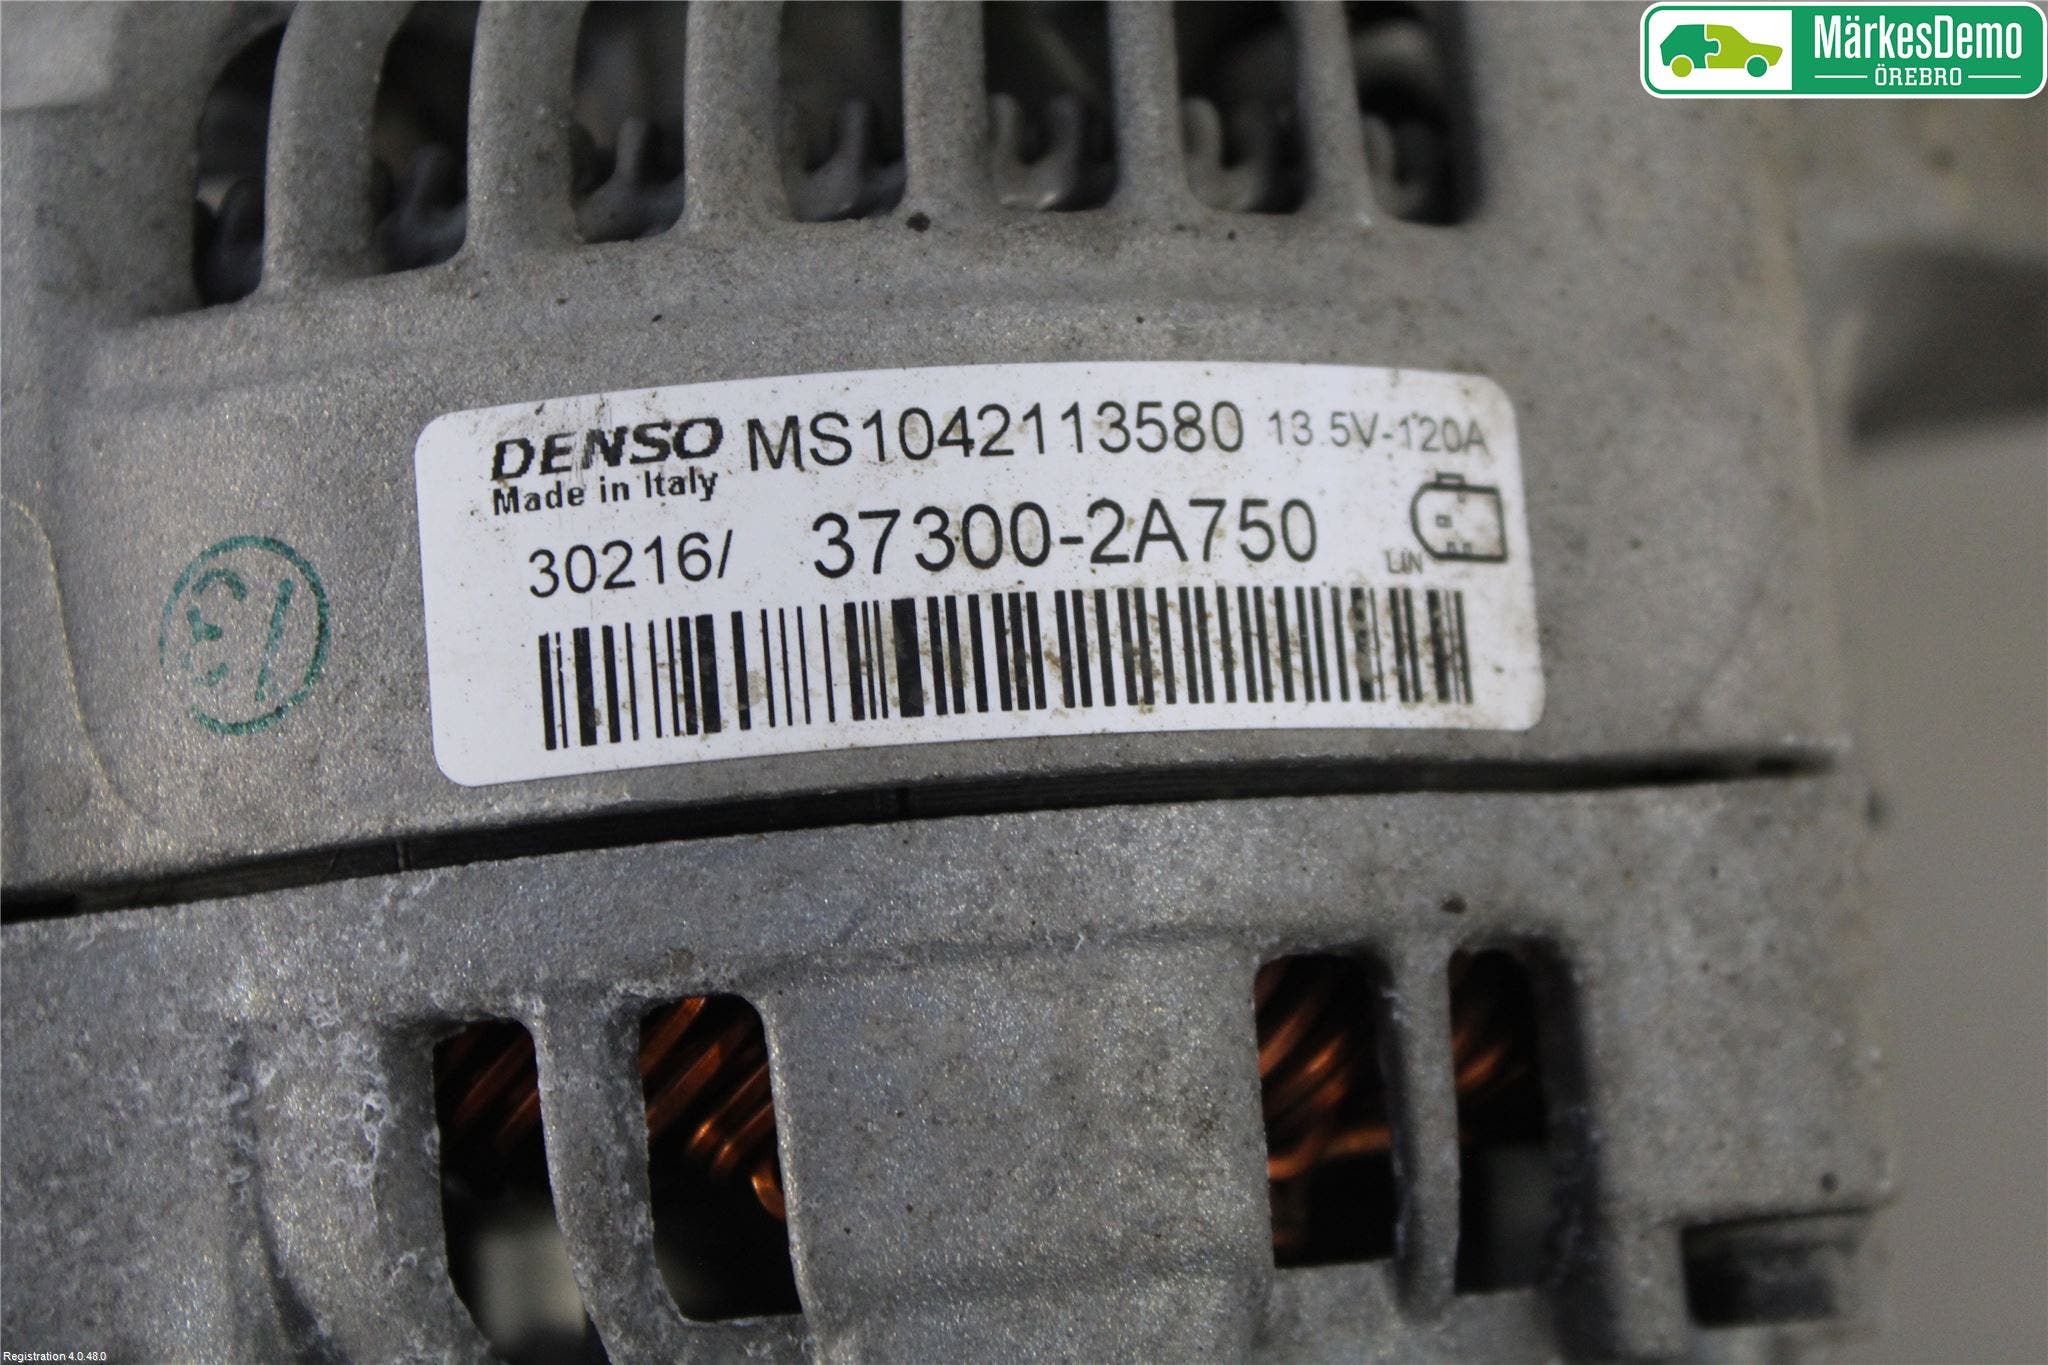 MärkesDemo
ÖREBRO
DENSO MS1042113580 13.5V-120A
Made in Italy
30216/ 37300-2A750
LIN
13
Registration 4.0.48.0